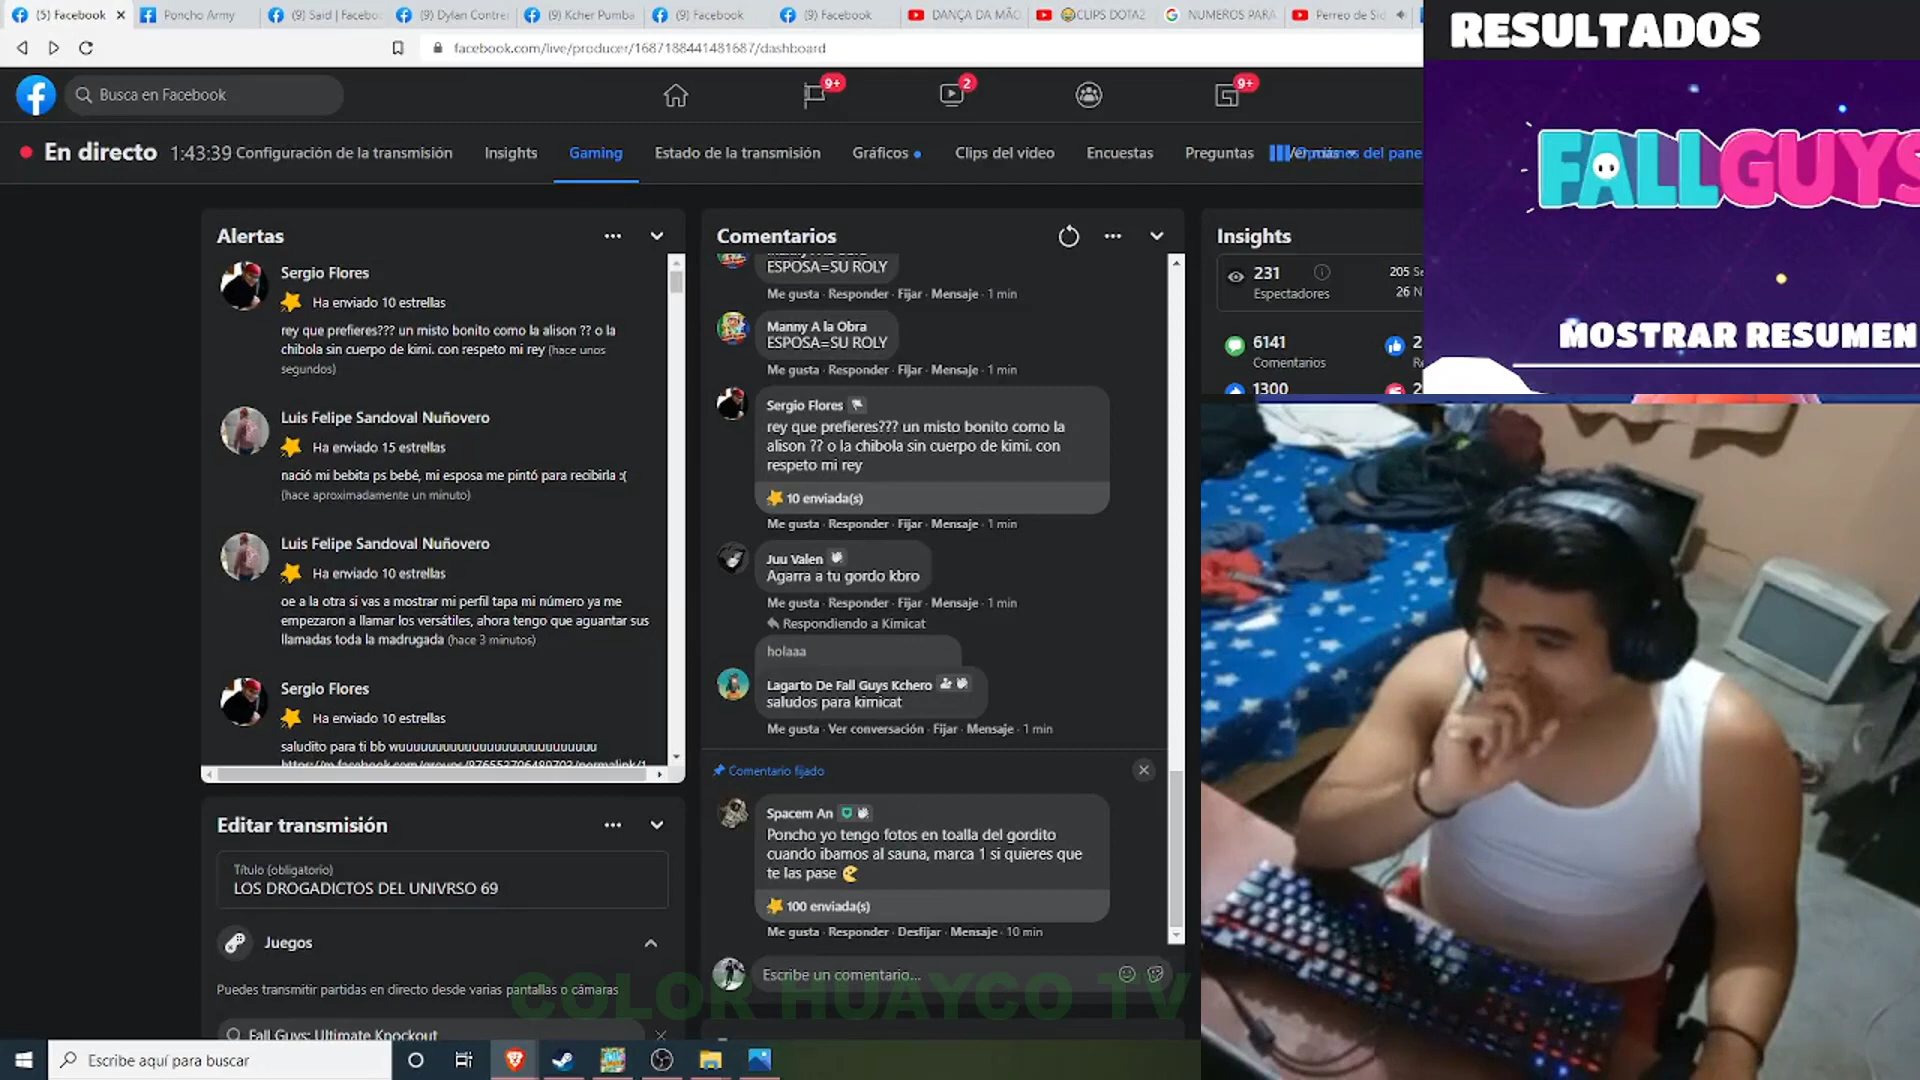 (5) Facebook
Poncho Army
(9) Said | Facebo
(9) Dylan Contre
(9) Kcher Pumba
(9) Facebook
(9) Facebook
DANÇA DA MÃO
CLIPS DOTA2
NUMEROS PARA
Perreo de Sid
facebook.com/live/producer/1687188441481687/dashboard
Busca en Facebook
9+
2
9+
En directo
1:43:39
Configuración de la transmisión
Insights
Gaming
Estado de la transmisión
Gráficos
Clips del video
Encuestas
Preguntas
Alertas
Sergio Flores
Ha enviado 10 estrellas
rey que prefieres??? un misto bonito como la alison ?? o la
chibola sin cuerpo de kimi. con respeto mi rey (hace unos
segundos)
Luis Felipe Sandoval Nuñovero
Ha enviado 15 estrellas
nació mi bebita ps bebé, mi esposa me pintó para recibirla :(
(hace aproximadamente un minuto)
Luis Felipe Sandoval Nuñovero
Ha enviado 10 estrellas
oe a la otra si vas a mostrar mi perfil tapa mi número ya me
empezaron a llamar los versátiles, ahora tengo que aguantar sus
llamadas toda la madrugada (hace 3 minutos)
Sergio Flores
Ha enviado 10 estrellas
saludito para ti bb wuuuuuuuuuuuuuuuuuuuuuuuuu
Editar transmisión
Título (obligatorio)
LOS DROGADICTOS DEL UNIVRSO 69
Juegos
Puedes transmitir partidas en directo desde varias pantallas o cámaras
Fall Guys: Ultimate Knockout
Comentarios
ESPOSA=SU ROLY
Me gusta · Responder · Fijar · Mensaje · 1 min
Manny A la Obra
ESPOSA=SU ROLY
Me gusta · Responder · Fijar · Mensaje · 1 min
Sergio Flores
rey que prefieres??? un misto bonito como la
alison ?? o la chibola sin cuerpo de kimi. con
respeto mi rey
10 enviada(s)
Me gusta · Responder · Fijar · Mensaje · 1 min
Juu Valen
Agarra a tu gordo kbro
Me gusta · Responder · Fijar · Mensaje · 1 min
Respondiendo a Kimicat
holaaa
Lagarto De Fall Guys Kchero
saludos para kimicat
Me gusta · Ver conversación · Fijar · Mensaje · 1 min
Comentario fijado
Spacem An
Poncho yo tengo fotos en toalla del gordito
cuando ibamos al sauna, marca 1 si quieres que
te las pase
100 enviada(s)
Me gusta · Responder · Desfijar · Mensaje · 10 min
Escribe un comentario...
COLOR HUAYCO TV
Insights
231
Espectadores
205 Se
26 N
6141
Comentarios
1300
RESULTADOS
FALL GUYS
MOSTRAR RESUMEN
Escribe aquí para buscar